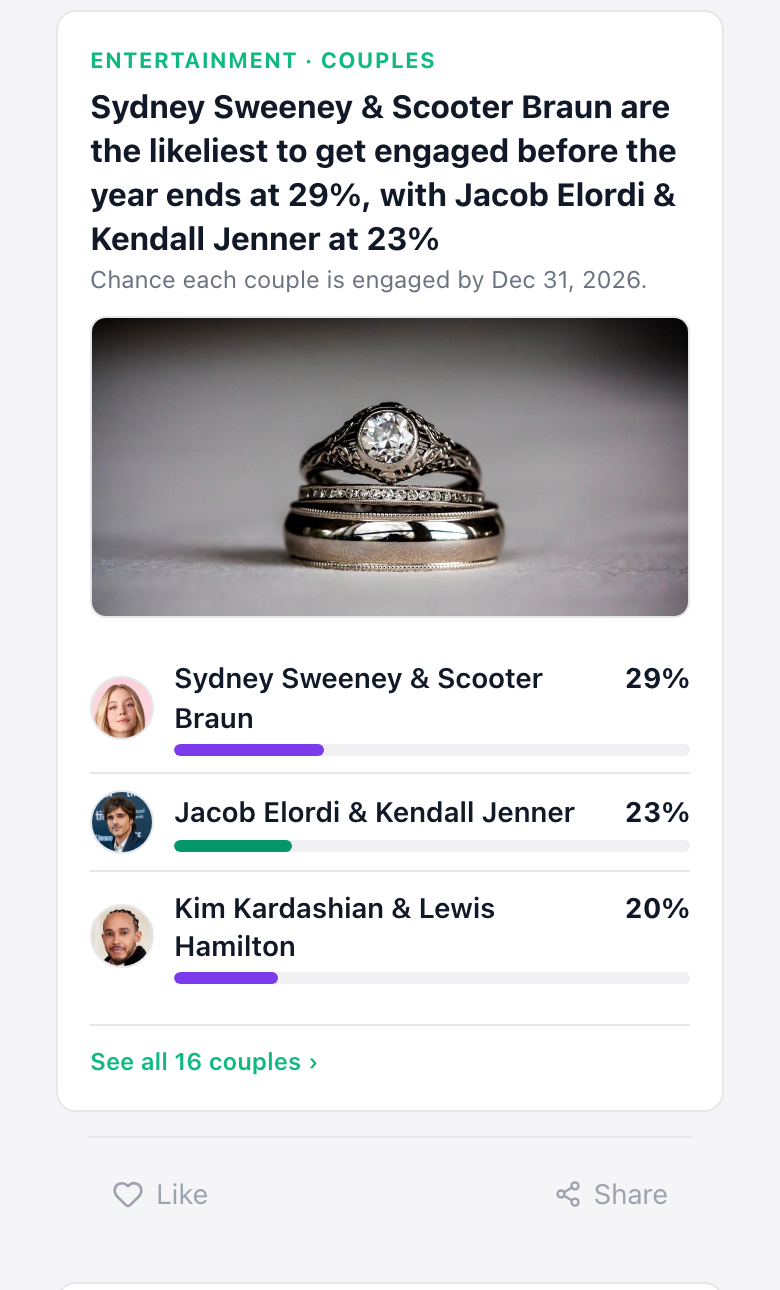 ENTERTAINMENT · COUPLES
Sydney Sweeney & Scooter Braun are
the likeliest to get engaged before the
year ends at 29%, with Jacob Elordi &
Kendall Jenner at 23%
Chance each couple is engaged by Dec 31, 2026.
Sydney Sweeney & Scooter
Braun
29%
Jacob Elordi & Kendall Jenner
23%
Kim Kardashian & Lewis
Hamilton
20%
See all 16 couples ›
Like
Share